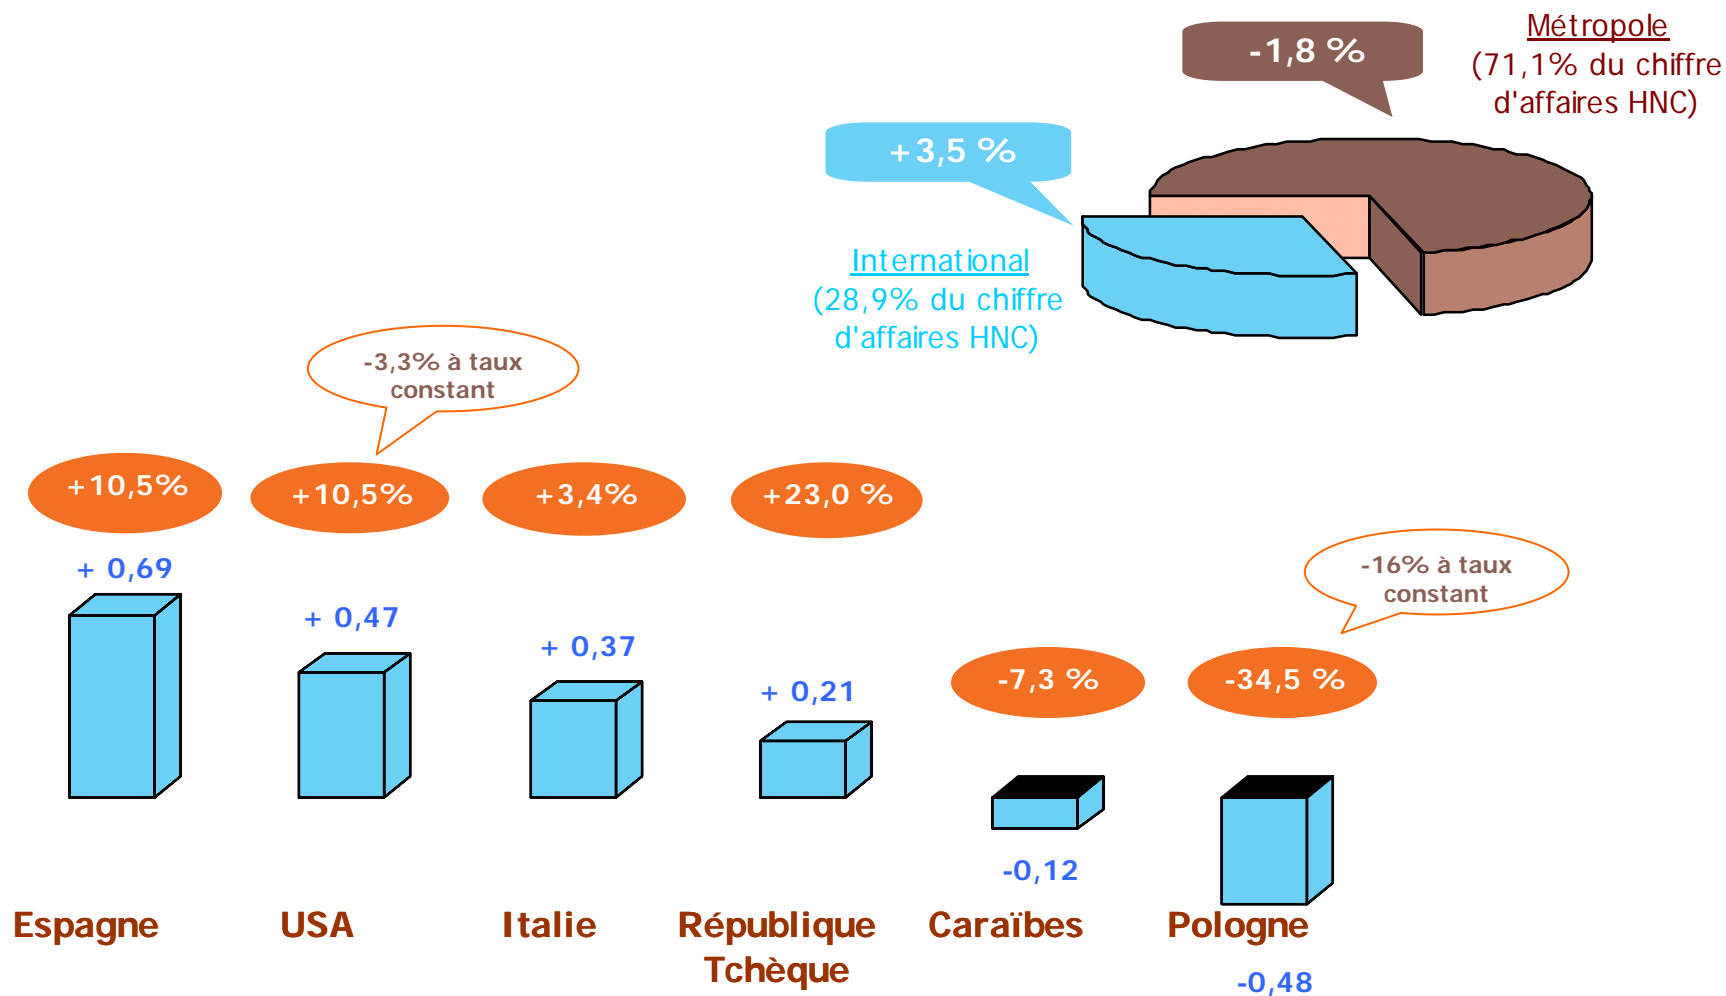 -1,8 %
Métropole
(71,1% du chiffre
d'affaires HNC)
+3,5 %
International
(28,9% du chiffre
d'affaires HNC)
-3,3% à taux
constant
+10,5%
+10,5%
+3,4%
+23,0 %
-16% à taux
constant
+ 0,69
+ 0,47
+ 0,37
+ 0,21
-7,3 %
-34,5 %
-0,12
Espagne
USA
Italie
République
Tchèque
Caraïbes
Pologne
-0,48